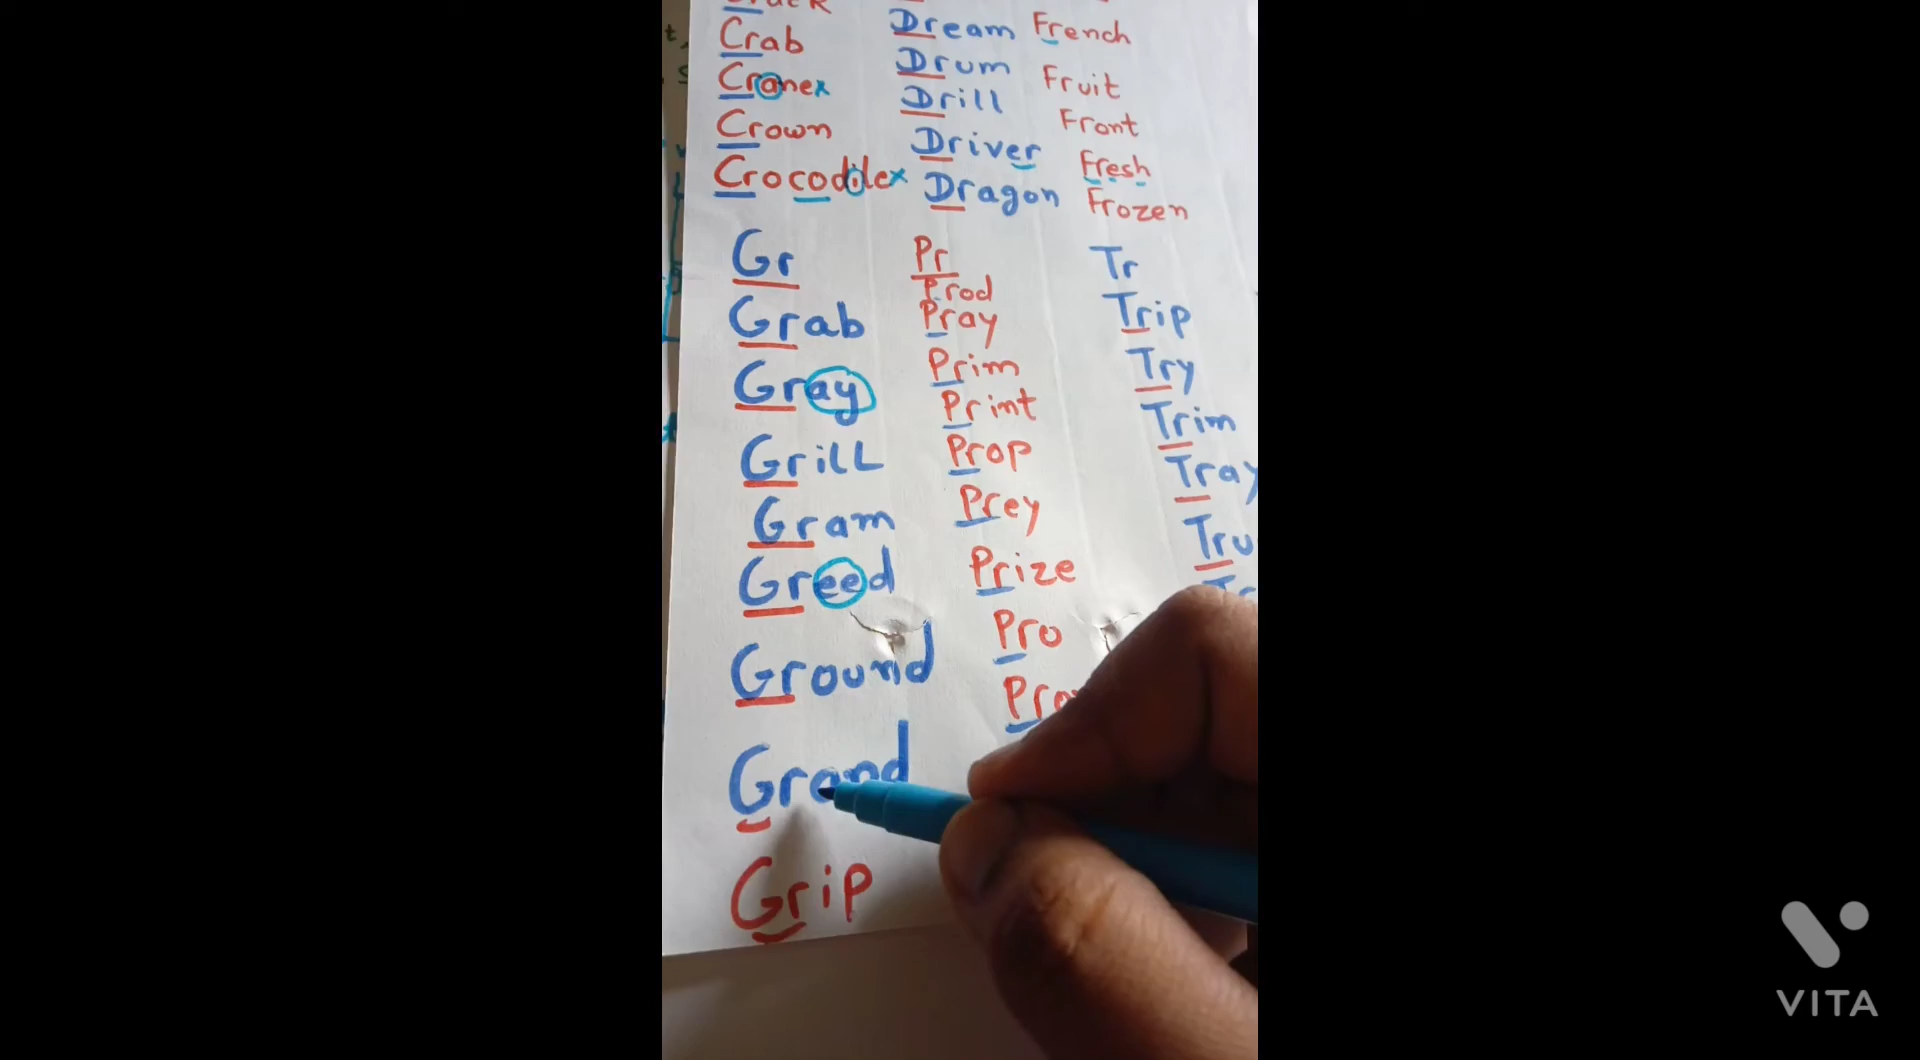 Crab
Crane x
Crown
Crocodile x
Dream
Drum
Drill
Driver
Dragon
French
Fruit
Front
Fresh
Frozen
Gr
Grab
Gray
GrilL
Gram
Greed
Ground
Grand
Grip
Pr
Prod
Pray
Prim
Print
Prop
Prey
Prize
Pro
Tr
Trip
Try
Trim
Tray
VITA